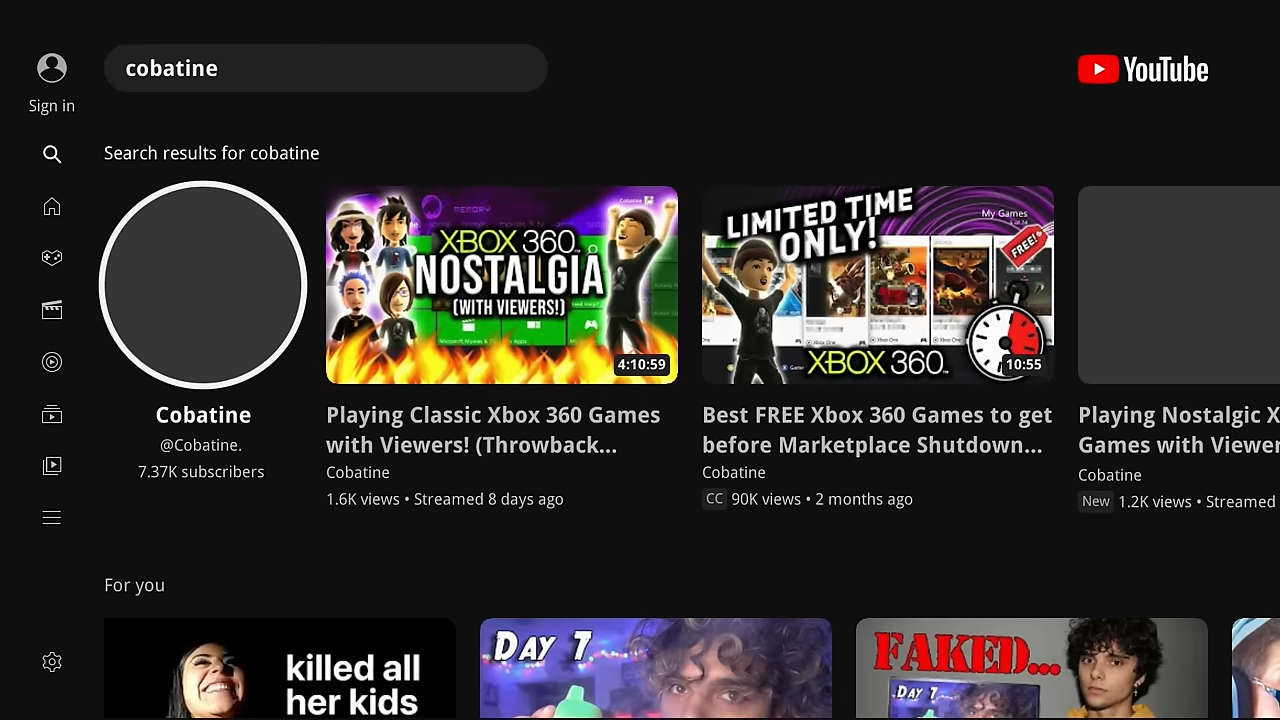 cobatine
YouTube
Sign in
Search results for cobatine
Cobatine
MEMORY
XBOX 360
NOSTALGIA
(WITH VIEWERS!)
4:10:59
LIMITED TIME
ONLY!
My Games
FREE!
XBOX 360
10:55
Cobatine
@Cobatine.
7.37K subscribers
Playing Classic Xbox 360 Games
with Viewers! (Throwback...
Cobatine
1.6K views • Streamed 8 days ago
Best FREE Xbox 360 Games to get
before Marketplace Shutdown...
Cobatine
CC 90K views • 2 months ago
Playing Nostalgic X
Games with Viewer
Cobatine
New 1.2K views • Streamed
For you
killed all
her kids
DAY 7
FAKED...
DAY 7